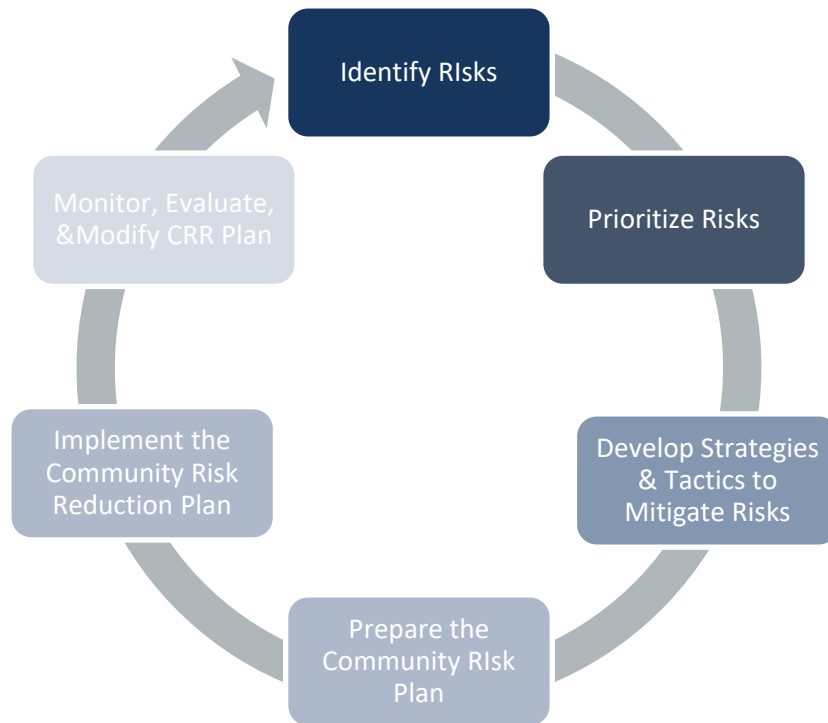 Identify RIsks
Prioritize Risks
Develop Strategies
& Tactics to
Mitigate Risks
Prepare the
Community RIsk
Plan
Implement the
Community Risk
Reduction Plan
Monitor, Evaluate,
&Modify CRR Plan